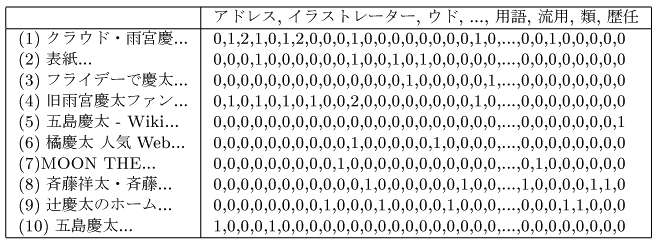 アドレス, イラストレーター, ウド, ..., 用語, 流用, 類, 歴任
(1) クラウド・雨宮慶... 0,1,2,1,0,1,2,0,0,0,1,0,0,0,0,0,0,0,0,1,0,...,0,0,1,0,0,0,0,0
(2) 表紙... 0,0,0,1,0,0,0,0,0,0,1,0,0,1,0,1,0,0,0,0,...,0,0,0,0,0,0,0,0
(3) フライデーで慶太... 0,0,0,0,0,0,0,0,0,0,0,0,0,0,1,0,0,0,0,0,1,...,0,0,0,0,0,0,0,0
(4) 旧雨宮慶太ファン... 0,1,0,1,0,1,0,1,0,0,2,0,0,0,0,0,0,0,0,1,0,...,0,0,0,0,0,0,0,0
(5) 五島慶太 - Wiki... 0,0,0,0,0,0,0,0,0,0,0,0,0,0,0,0,0,0,0,0,...,0,0,0,0,0,0,0,1
(6) 橘慶太 人気 Web... 0,0,0,0,0,0,0,0,0,0,1,0,0,0,0,0,1,0,0,0,...,0,0,0,0,0,0,0,0
(7)MOON THE... 0,0,0,0,0,0,0,0,0,1,0,0,0,0,0,0,0,0,0,0,...,0,1,0,0,0,0,0,0
(8) 斉藤祥太・斉藤... 0,0,0,0,0,0,0,0,0,0,1,0,0,0,0,0,0,0,1,0,0,...,1,0,0,0,0,1,1,0
(9) 辻慶太のホーム... 0,0,0,0,0,0,0,0,1,0,0,0,1,0,0,0,0,1,0,0,0,...,0,0,0,1,1,0,0,0
(10) 五島慶太... 1,0,0,0,1,0,0,0,0,0,0,0,0,0,0,0,0,0,0,0,...,0,0,0,0,0,0,0,0